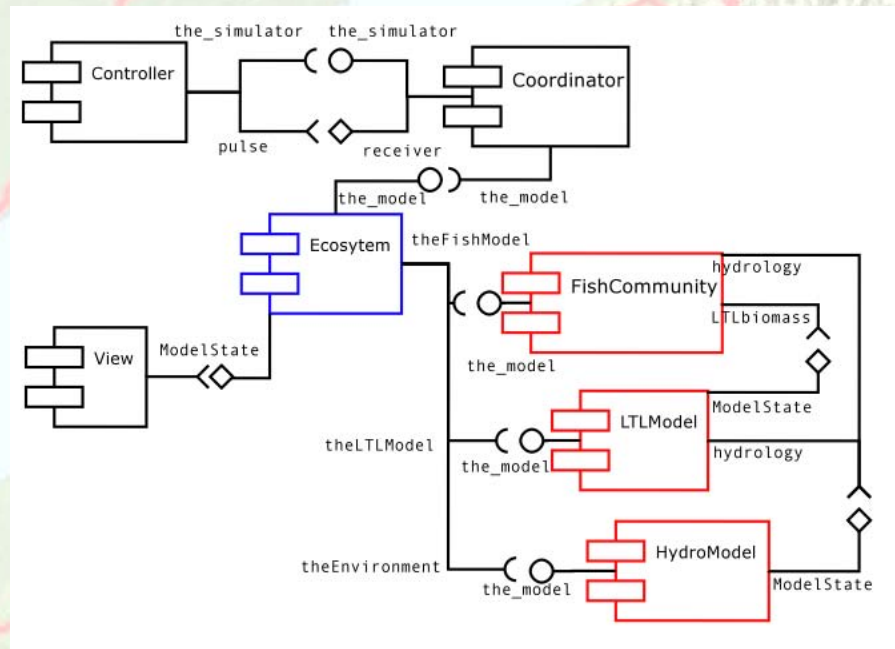 the_simulator
the_simulator
Controller
Coordinator
pulse
receiver
the_model
the_model
Ecosytem
theFishModel
hydrology
FishCommunity
LTLbiomass
ModelState
View
the_model
ModelState
LTLModel
theLTLModel
hydrology
the_model
HydroModel
theEnvironment
ModelState
the_model